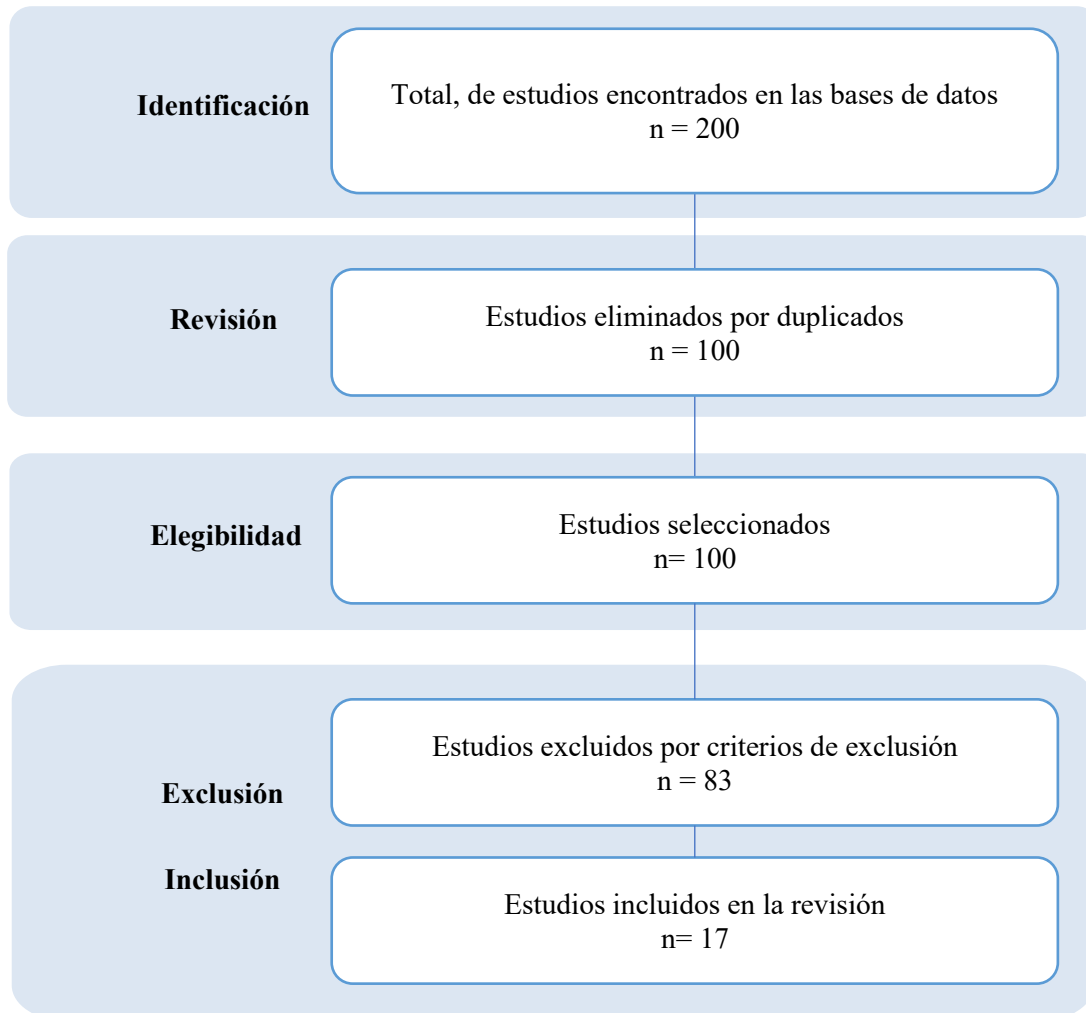 Identificación
Total, de estudios encontrados en las bases de datos
n = 200
Revisión
Estudios eliminados por duplicados
n = 100
Elegibilidad
Estudios seleccionados
n= 100
Exclusión
Estudios excluidos por criterios de exclusión
n = 83
Inclusión
Estudios incluidos en la revisión
n= 17